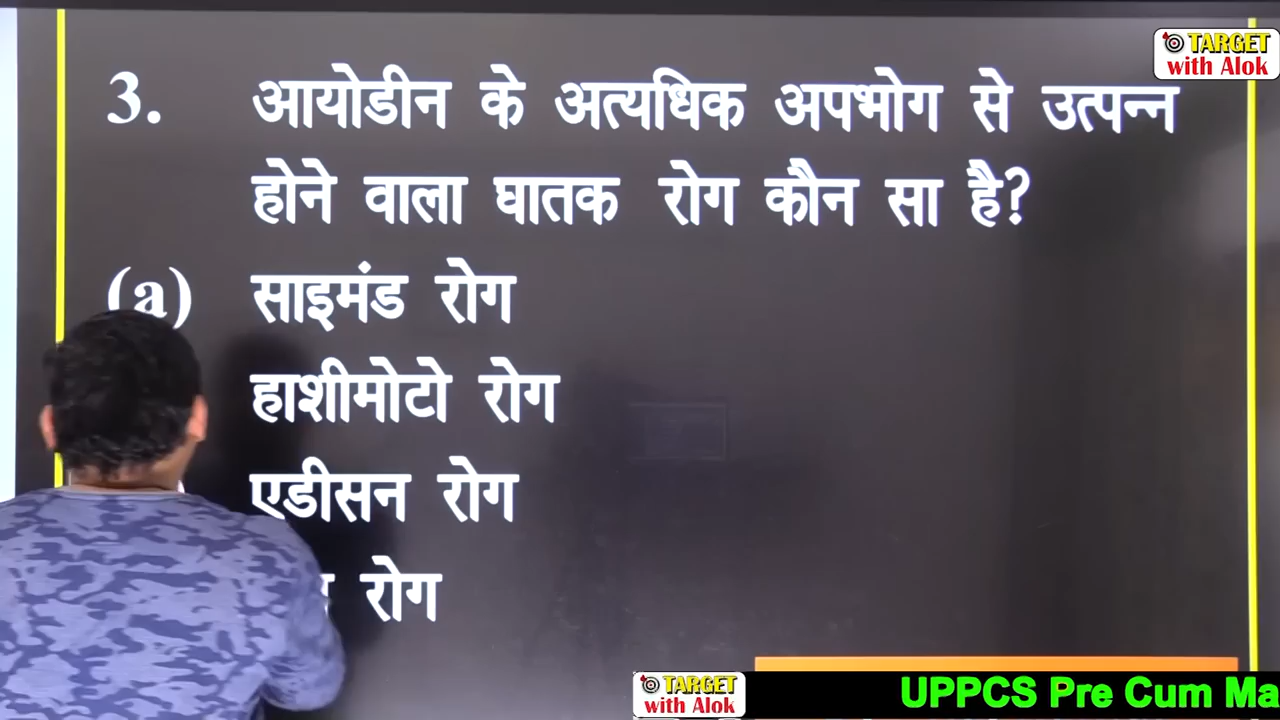 TARGET
with Alok
3. आयोडीन के अत्यधिक अपभोग से उत्पन्न
होने वाला घातक रोग कौन सा है?
(a) साइमंड रोग
हाशीमोटो रोग
एडीसन रोग
रोग
TARGET
with Alok
UPPCS Pre Cum Ma